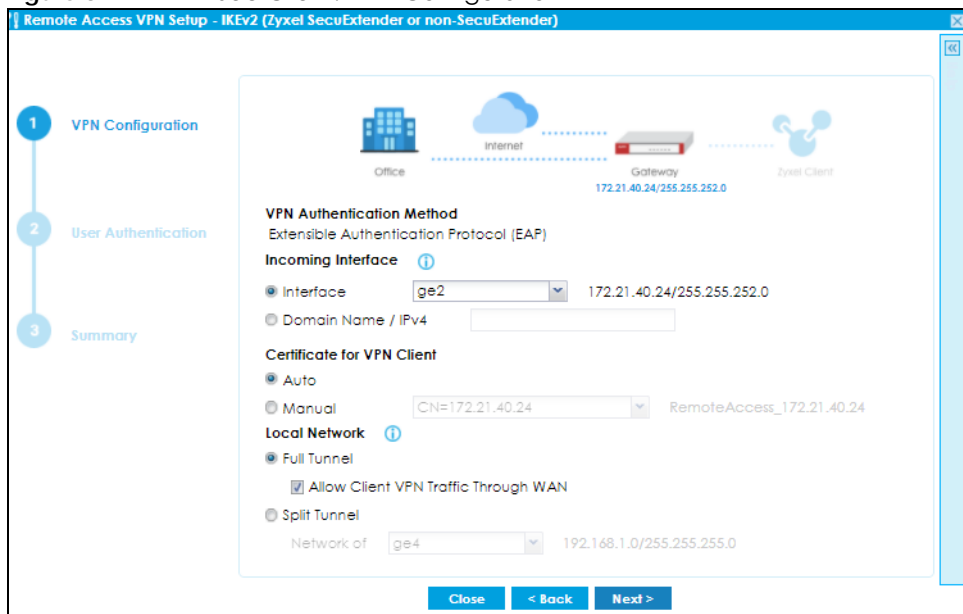 Remote Access VPN Setup - IKEv2 (Zyxel SecuExtender or non-SecuExtender)
1 VPN Configuration
2 User Authentication
3 Summary
Office
Internet
Gateway
172.21.40.24/255.255.252.0
Zyxel Client
VPN Authentication Method
Extensible Authentication Protocol (EAP)
Incoming Interface
Interface ge2 172.21.40.24/255.255.252.0
Domain Name / IPv4
Certificate for VPN Client
Auto
Manual CN=172.21.40.24 RemoteAccess_172.21.40.24
Local Network
Full Tunnel
Allow Client VPN Traffic Through WAN
Split Tunnel
Network of ge4 192.168.1.0/255.255.255.0
Close < Back Next >